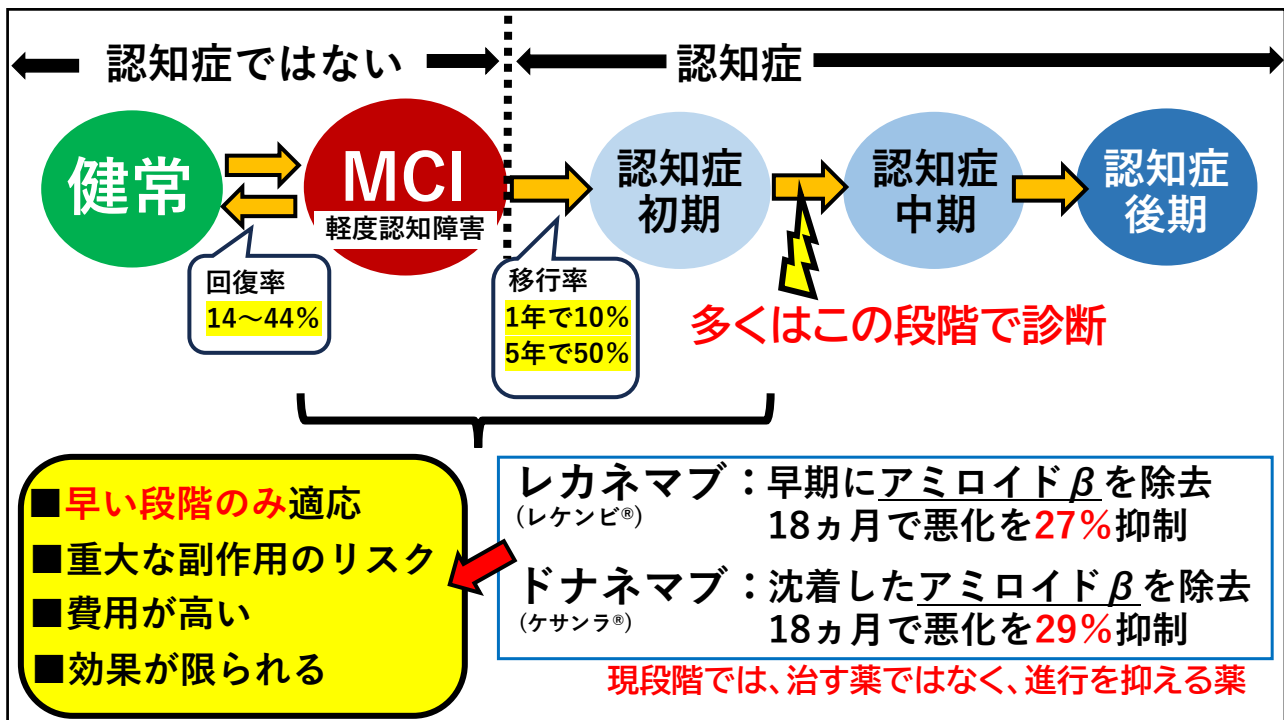 認知症ではない
認知症
健常
MCI
軽度認知障害
認知症
初期
認知症
中期
認知症
後期
回復率
14～44%
移行率
1年で10%
5年で50%
多くはこの段階で診断
■早い段階のみ適応
■重大な副作用のリスク
■費用が高い
■効果が限られる
レカネマブ：早期にアミロイドβを除去
(レケンビ®)
18ヵ月で悪化を27%抑制
ドナネマブ：沈着したアミロイドβを除去
(ケサンラ®)
18ヵ月で悪化を29%抑制
現段階では、治す薬ではなく、進行を抑える薬